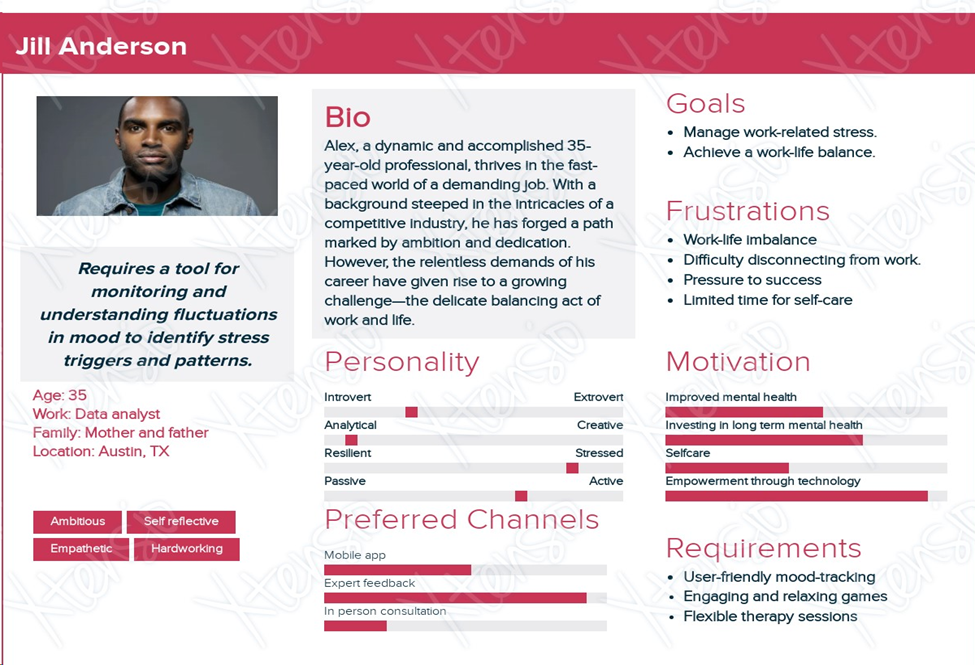 Jill Anderson
Requires a tool for
monitoring and
understanding fluctuations
in mood to identify stress
triggers and patterns.
Age: 35
Work: Data analyst
Family: Mother and father
Location: Austin, TX
Ambitious Self reflective
Empathetic Hardworking
Bio
Alex, a dynamic and accomplished 35-
year-old professional, thrives in the fast-
paced world of a demanding job. With a
background steeped in the intricacies of a
competitive industry, he has forged a path
marked by ambition and dedication.
However, the relentless demands of his
career have given rise to a growing
challenge—the delicate balancing act of
work and life.
Personality
Introvert Extrovert
Analytical Creative
Resilient Stressed
Passive Active
Preferred Channels
Mobile app
Expert feedback
In person consultation
Goals
• Manage work-related stress.
• Achieve a work-life balance.
Frustrations
• Work-life imbalance
• Difficulty disconnecting from work.
• Pressure to success
• Limited time for self-care
Motivation
Improved mental health
Investing in long term mental health
Selfcare
Empowerment through technology
Requirements
• User-friendly mood-tracking
• Engaging and relaxing games
• Flexible therapy sessions
Xtensio